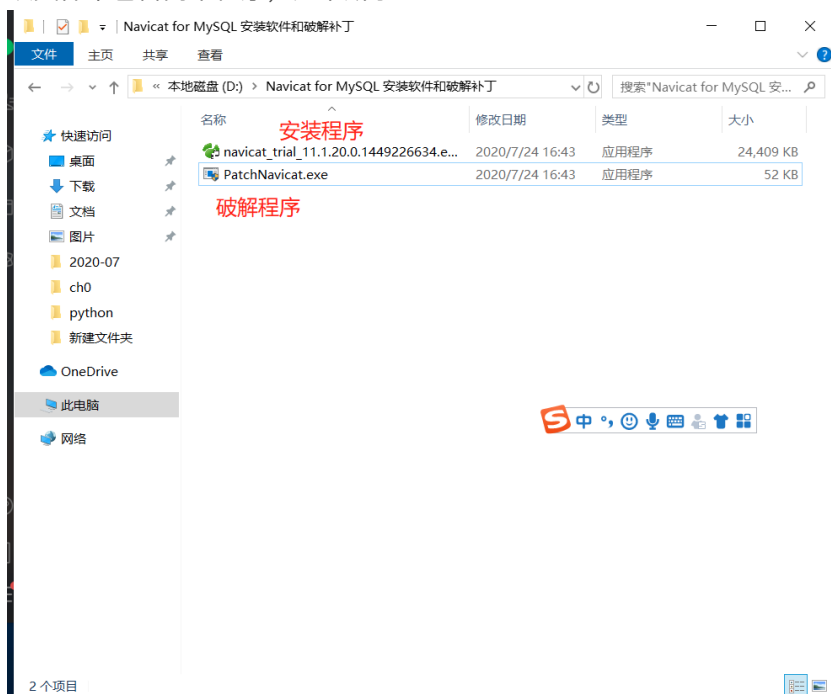 Navicat for MySQL 安装软件和破解补丁
文件 主页 共享 查看
« 本地磁盘 (D:) > Navicat for MySQL 安装软件和破解补丁 搜索"Navicat for MySQL 安...
名称 修改日期 类型 大小
安装程序
快速访问
navicat_trial_11.1.20.0.1449226634.e... 2020/7/24 16:43 应用程序 24,409 KB
桌面
PatchNavicat.exe 2020/7/24 16:43 应用程序 52 KB
下载
文档
破解程序
图片
2020-07
ch0
python
新建文件夹
OneDrive
此电脑
中
网络
2 个项目